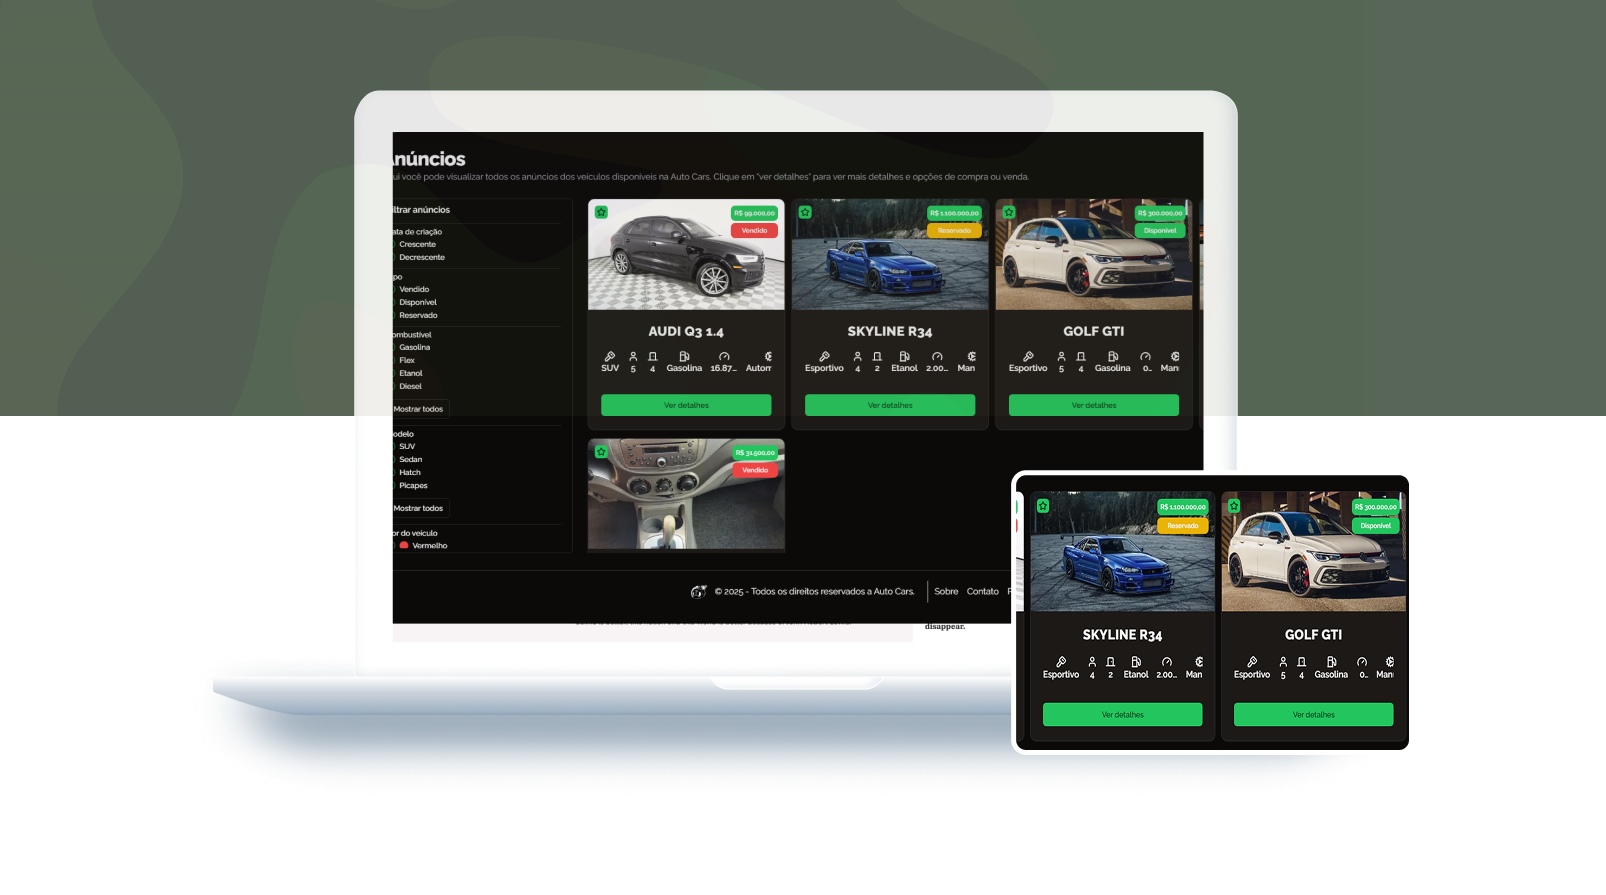 núncios
ui você pode visualizar todos os anúncios dos veículos disponíveis na Auto Cars. Clique em "ver detalhes" para ver mais detalhes e opções de compra ou venda.
iltrar anúncios
ata de criação
Crescente
Decrescente
po
Vendido
Disponível
Reservado
ombustível
Gasolina
Flex
Etanol
Diesel
Mostrar todos
odelo
SUV
Sedan
Hatch
Picapes
Mostrar todos
or do veículo
Vermelho
R$ 99.000,00
Vendido
AUDI Q3 1.4
SUV 5 4 Gasolina 16.87... Autom
Ver detalhes
R$ 1.100.000,00
Reservado
SKYLINE R34
Esportivo 4 2 Etanol 2.00... Man
Ver detalhes
R$ 300.000,00
Disponível
GOLF GTI
Esportivo 5 4 Gasolina 0... Man
Ver detalhes
R$ 31.500,00
Vendido
© 2025 - Todos os direitos reservados a Auto Cars.
Sobre Contato
disappear.
R$ 1.100.000,00
Reservado
SKYLINE R34
Esportivo 4 2 Etanol 2.00... Man
Ver detalhes
R$ 300.000,00
Disponível
GOLF GTI
Esportivo 5 4 Gasolina 0... Man
Ver detalhes